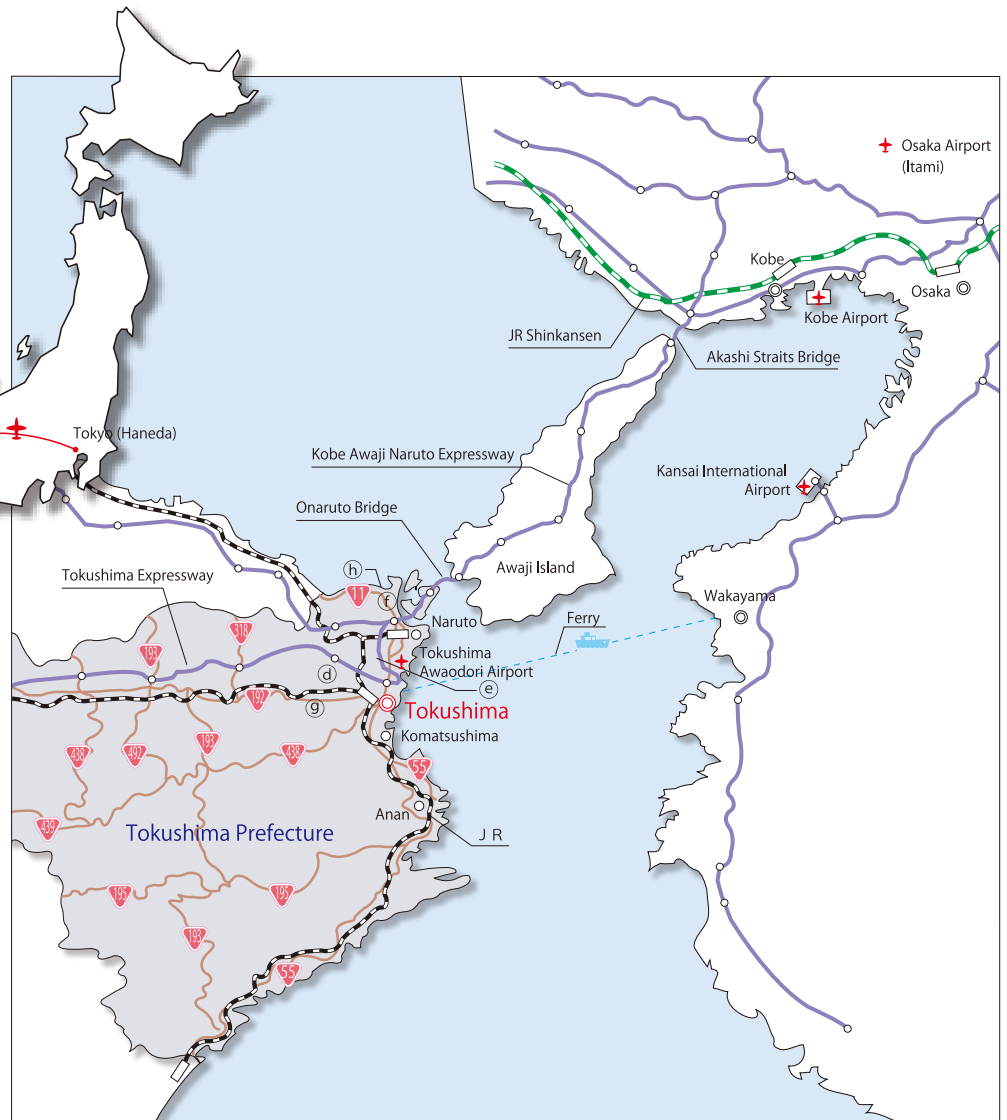 Osaka Airport
(Itami)
Kobe
Osaka
Kobe Airport
JR Shinkansen
Akashi Straits Bridge
Tokyo (Haneda)
Kobe Awaji Naruto Expressway
Kansai International
Airport
Onaruto Bridge
Awaji Island
ⓗ
Tokushima Expressway
11
ⓕ
Wakayama
Ferry
Naruto
318
193
Tokushima
Awaodori Airport
ⓓ
ⓔ
192
ⓖ
Tokushima
Komatsushima
438
492
193
438
55
Anan
439
Tokushima Prefecture
J R
195
195
193
55